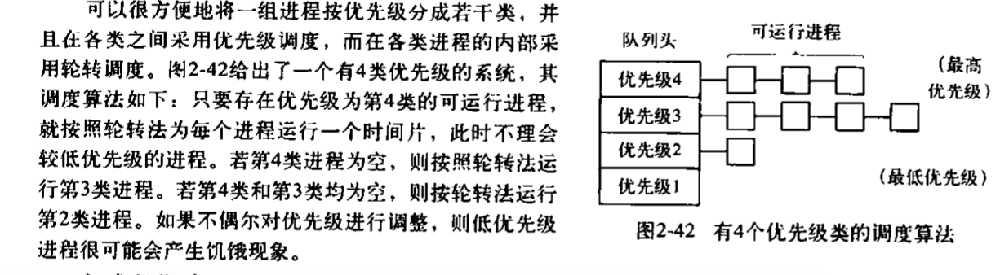 可以很方便地将一组进程按优先级分成若干类，并
且在各类之间采用优先级调度，而在各类进程的内部采
用轮转调度。图2-42给出了一个有4类优先级的系统，其
调度算法如下：只要存在优先级为第4类的可运行进程，
就按照轮转法为每个进程运行一个时间片，此时不理会
较低优先级的进程。若第4类进程为空，则按照轮转法运
行第3类进程。若第4类和第3类均为空，则按轮转法运行
第2类进程。如果不偶尔对优先级进行调整，则低优先级
进程很可能会产生饥饿现象。
队列头
可运行进程
优先级4
（最高
优先级）
优先级3
优先级2
优先级1
（最低优先级）
图2-42 有4个优先级类的调度算法